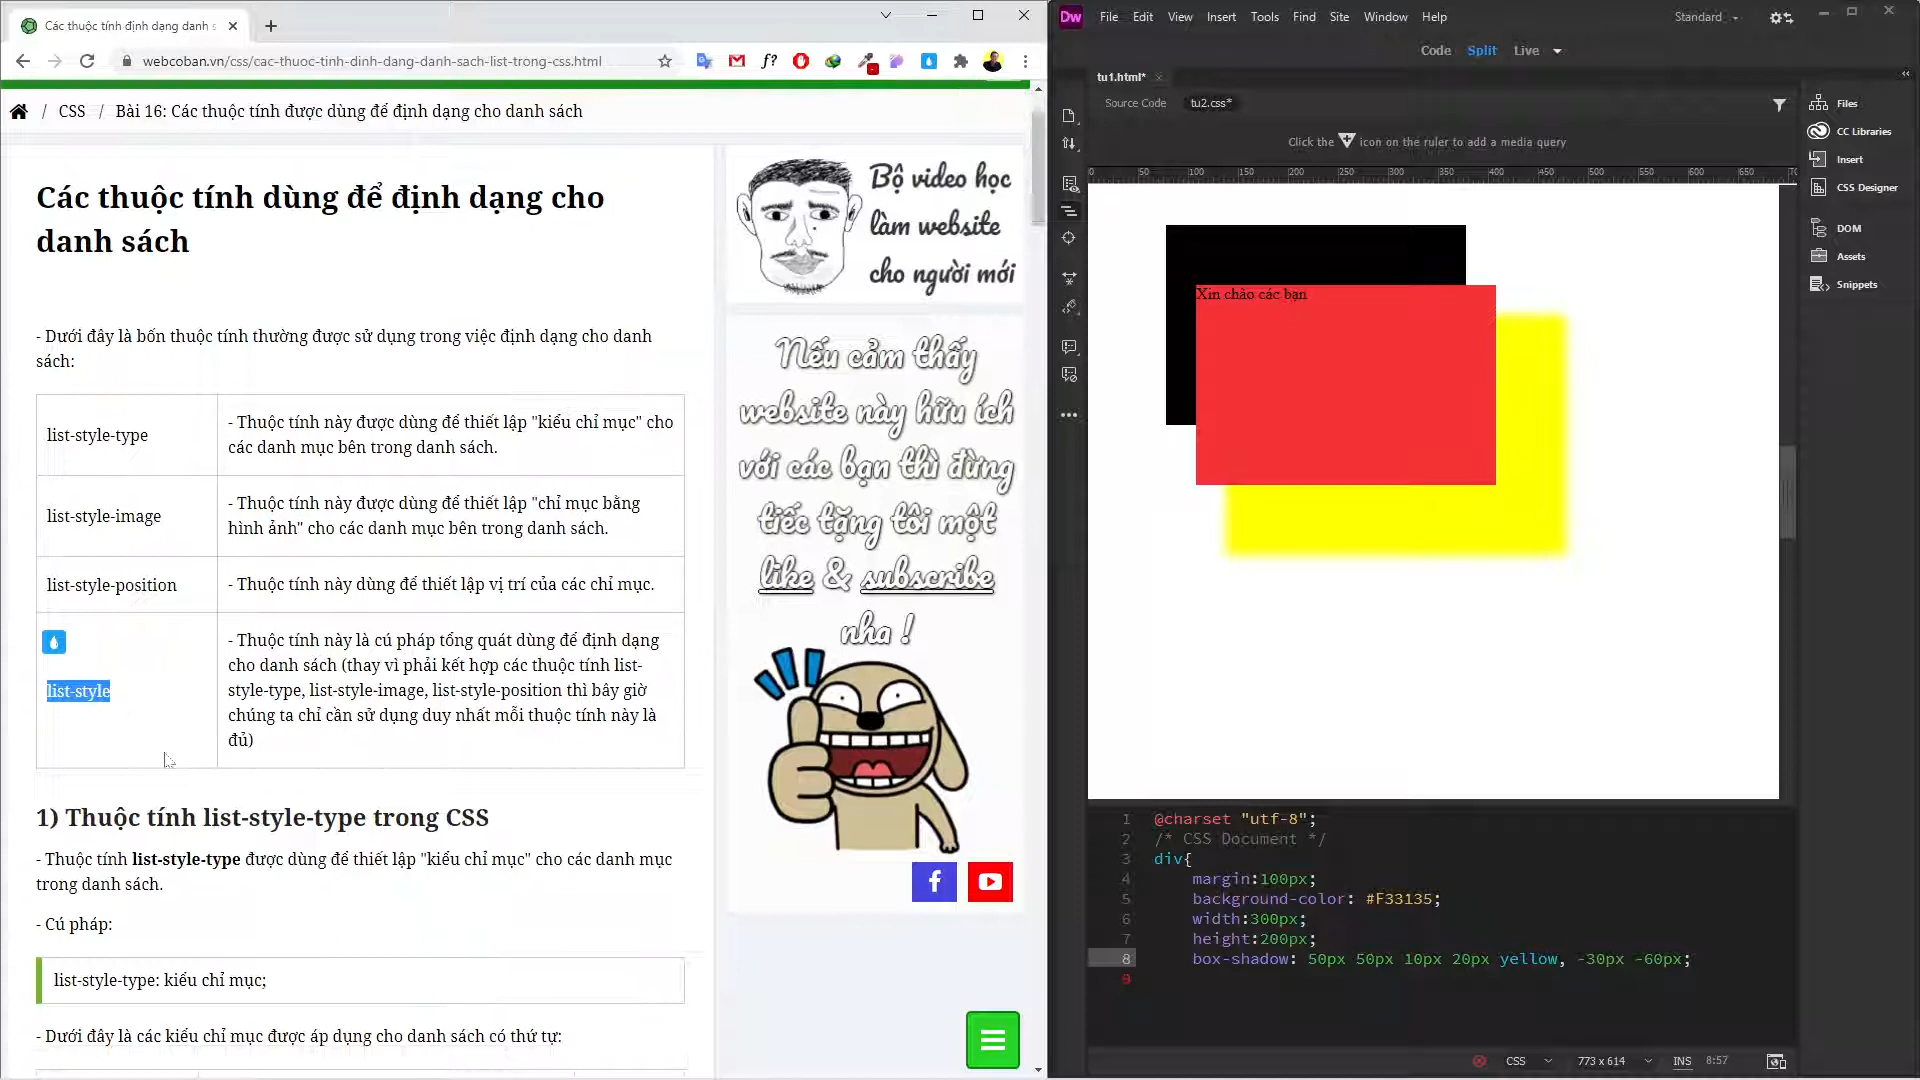 Các thuộc tính định dạng danh s
webcoban.vn/css/cac-thuoc-tinh-dinh-dang-danh-sach-list-trong-css.html
/ CSS / Bài 16: Các thuộc tính được dùng để định dạng cho danh sách
Các thuộc tính dùng để định dạng cho
danh sách
- Dưới đây là bốn thuộc tính thường được sử dụng trong việc định dạng cho danh
sách:
list-style-type
- Thuộc tính này được dùng để thiết lập "kiểu chỉ mục" cho
các danh mục bên trong danh sách.
list-style-image
- Thuộc tính này được dùng để thiết lập "chỉ mục bằng
hình ảnh" cho các danh mục bên trong danh sách.
list-style-position
- Thuộc tính này dùng để thiết lập vị trí của các chỉ mục.
list-style
- Thuộc tính này là cú pháp tổng quát dùng để định dạng
cho danh sách (thay vì phải kết hợp các thuộc tính list-
style-type, list-style-image, list-style-position thì bây giờ
chúng ta chỉ cần sử dụng duy nhất mỗi thuộc tính này là
đủ)
1) Thuộc tính list-style-type trong CSS
- Thuộc tính list-style-type được dùng để thiết lập "kiểu chỉ mục" cho các danh mục
trong danh sách.
- Cú pháp:
list-style-type: kiểu chỉ mục;
- Dưới đây là các kiểu chỉ mục được áp dụng cho danh sách có thứ tự:
Bộ video học
làm website
cho người mới
Nếu cảm thấy
website này hữu ích
với các bạn thì đừng
tiếc tặng tôi một
like & subscribe
nha !
Dw File Edit View Insert Tools Find Site Window Help
Standard
Code Split Live
tu1.html*
Source Code tu2.css*
Click the icon on the ruler to add a media query
0 50 100 150 200 250 300 350 400 450 500 550 600 650 70
Xin chào các bạn
Files
CC Libraries
Insert
CSS Designer
DOM
Assets
Snippets
1 @charset "utf-8";
2 /* CSS Document */
3 div{
4 margin:100px;
5 background-color: #F33135;
6 width:300px;
7 height:200px;
8 box-shadow: 50px 50px 10px 20px yellow, -30px -60px;
9
CSS 773 x 614 INS 8:57